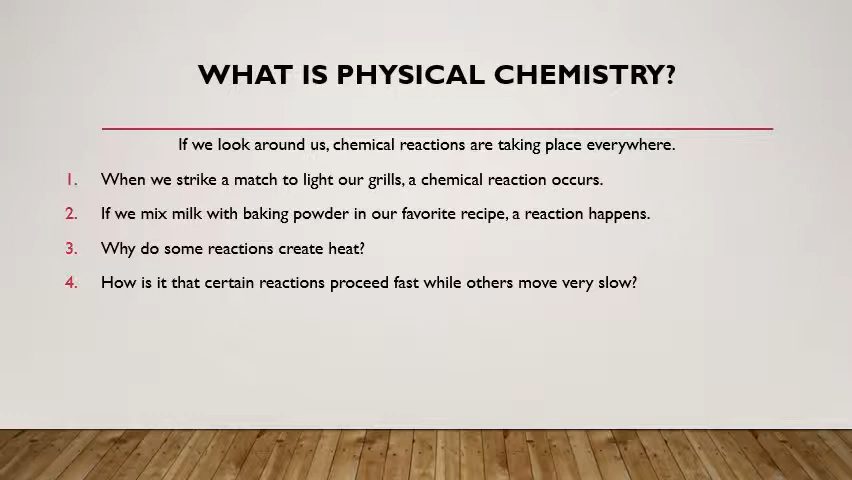 WHAT IS PHYSICAL CHEMISTRY?
If we look around us, chemical reactions are taking place everywhere.
1. When we strike a match to light our grills, a chemical reaction occurs.
2. If we mix milk with baking powder in our favorite recipe, a reaction happens.
3. Why do some reactions create heat?
4. How is it that certain reactions proceed fast while others move very slow?